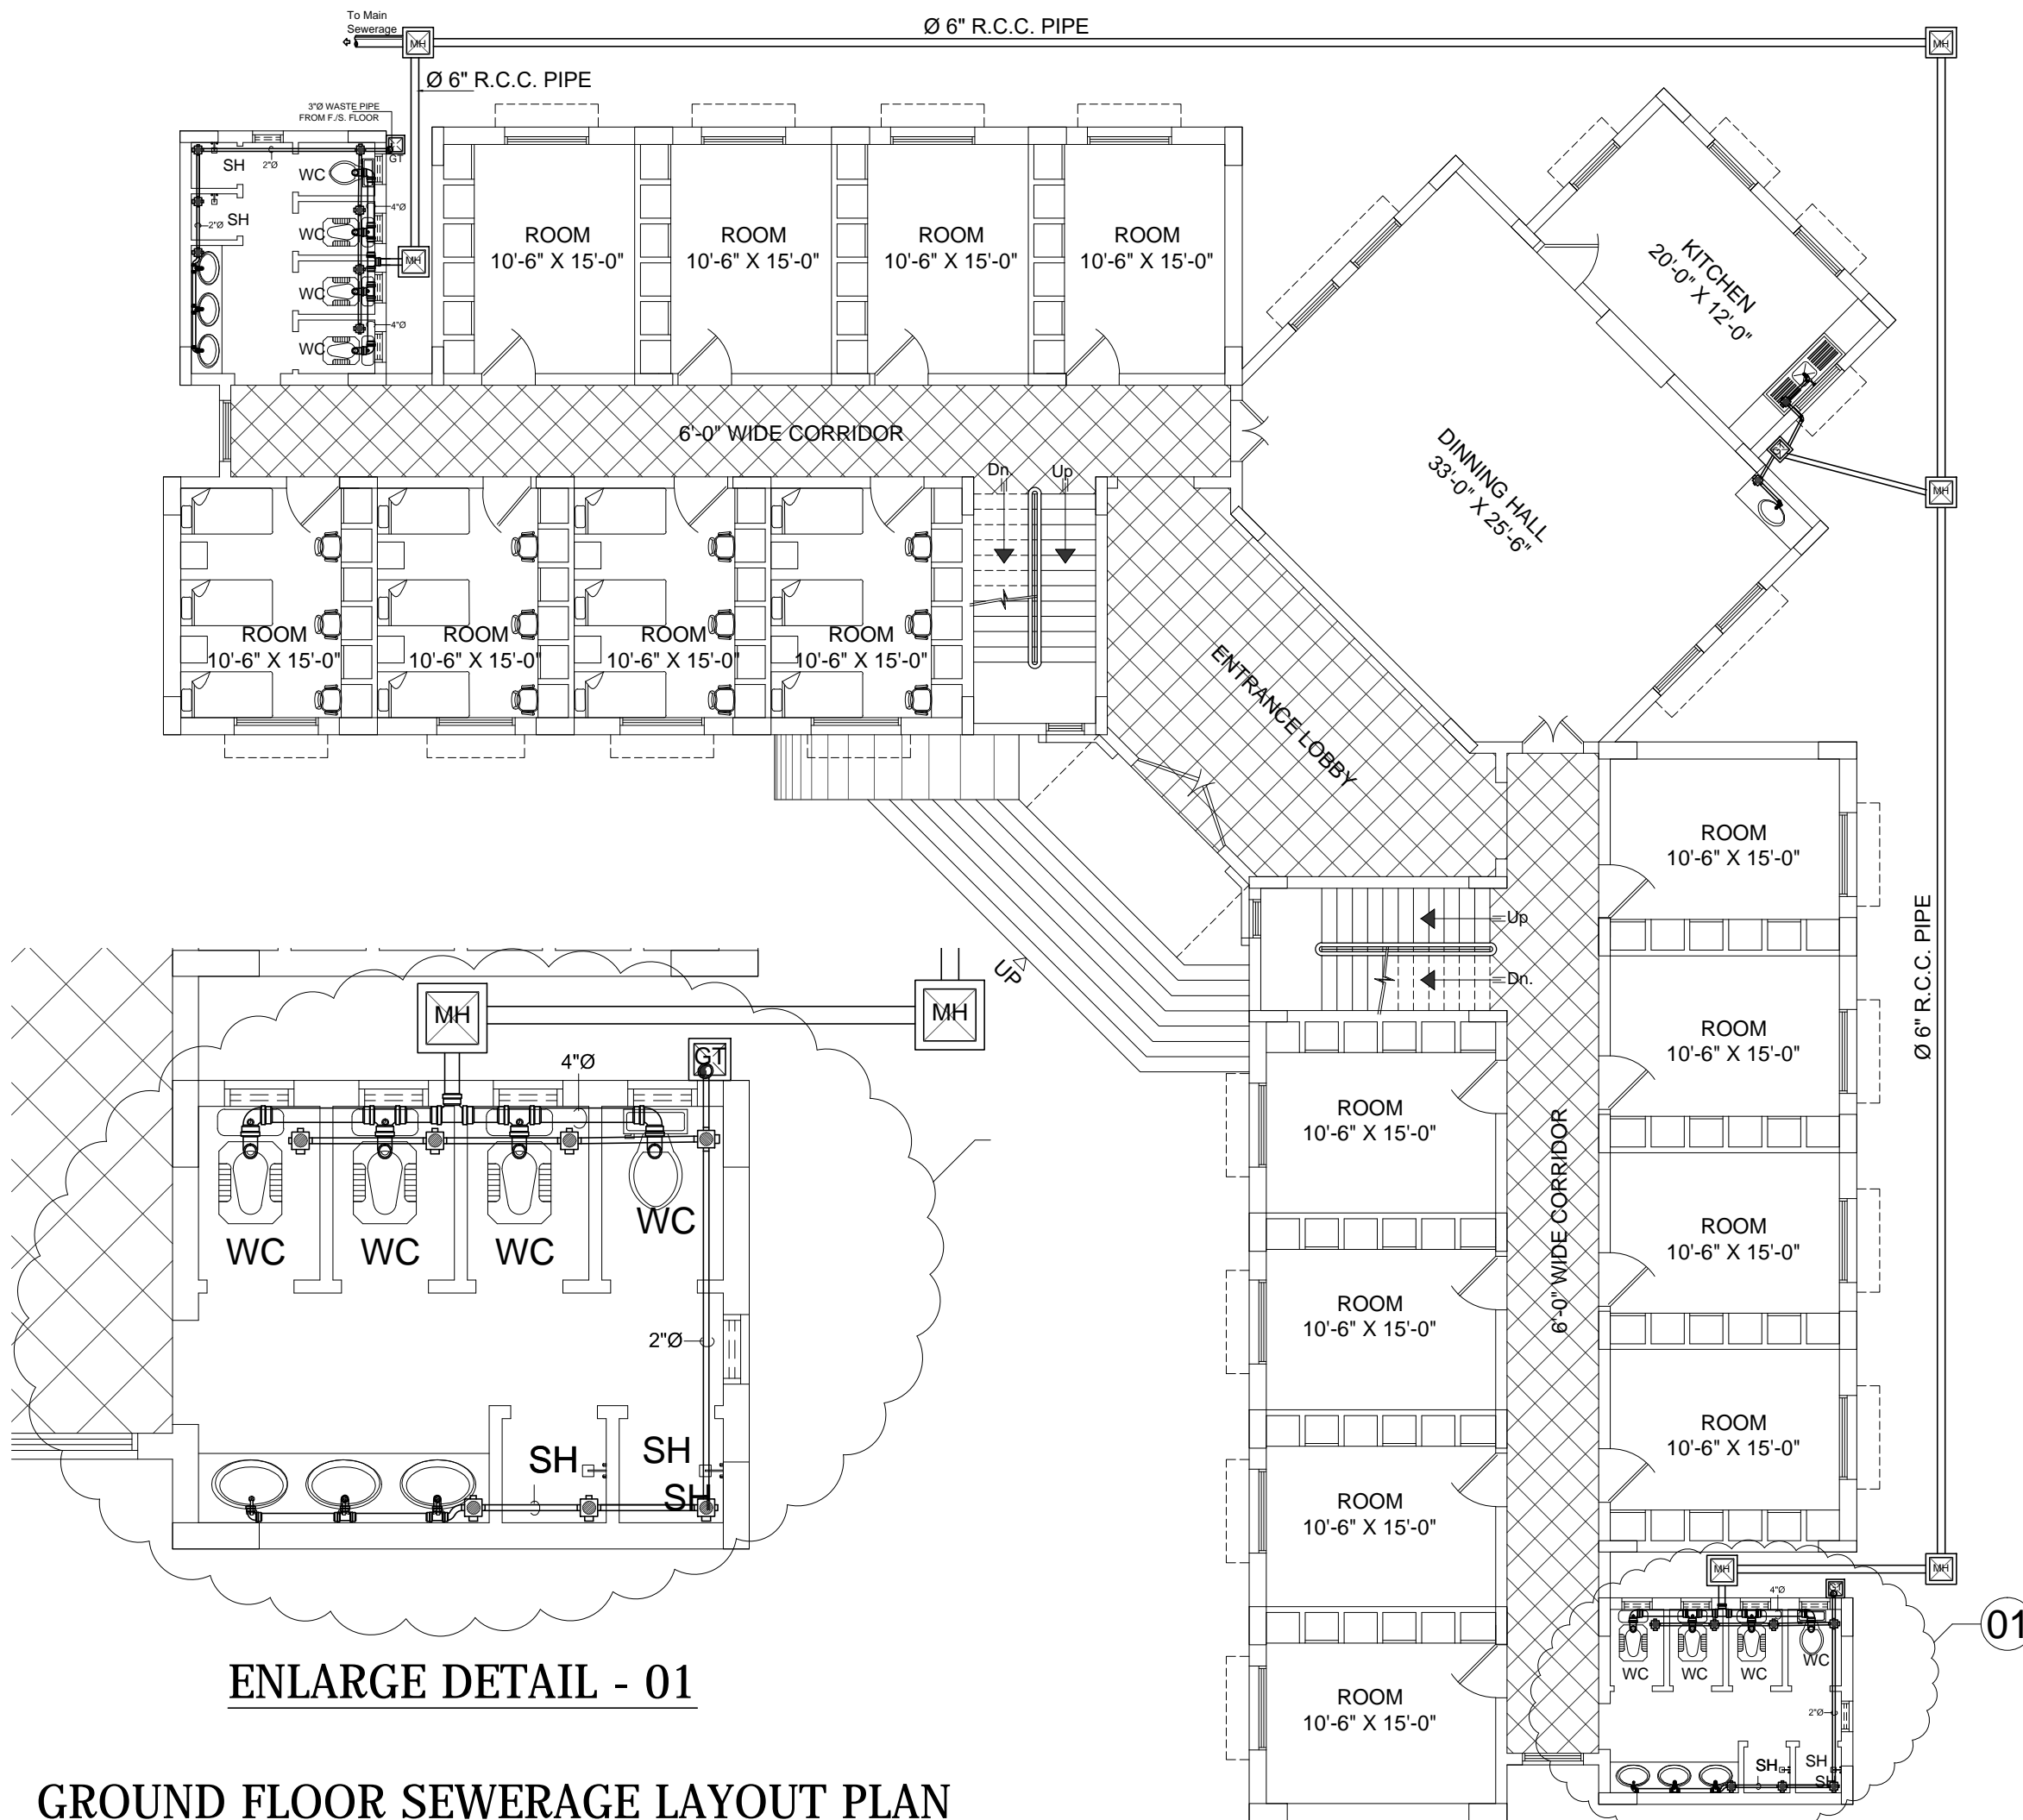 To Main
Sewerage
MH
Ø 6" R.C.C. PIPE
MH
Ø 6" R.C.C. PIPE
3"Ø WASTE PIPE
FROM F./S. FLOOR
GT
SH
2"Ø
WC
4"Ø
SH
2"Ø
WC
MH
WC
4"Ø
WC
ROOM
10'-6" X 15'-0"
ROOM
10'-6" X 15'-0"
ROOM
10'-6" X 15'-0"
ROOM
10'-6" X 15'-0"
KITCHEN
20'-0" X 12'-0"
6'-0" WIDE CORRIDOR
DINNING HALL
33'-0" X 25'-6"
MH
Dn.
Up
ROOM
10'-6" X 15'-0"
ROOM
10'-6" X 15'-0"
ROOM
10'-6" X 15'-0"
ROOM
10'-6" X 15'-0"
ENTRANCE LOBBY
ROOM
10'-6" X 15'-0"
Up
Dn.
UP
Ø 6" R.C.C. PIPE
ROOM
10'-6" X 15'-0"
ROOM
10'-6" X 15'-0"
ROOM
10'-6" X 15'-0"
6'-0" WIDE CORRIDOR
ROOM
10'-6" X 15'-0"
ROOM
10'-6" X 15'-0"
ROOM
10'-6" X 15'-0"
ROOM
10'-6" X 15'-0"
MH
MH
GT
4"Ø
WC
WC
WC
WC
2"Ø
SH
SH
SH
01
MH
MH
GT
4"Ø
WC
WC
WC
WC
2"Ø
SH
SH
SH
ENLARGE DETAIL - 01
GROUND FLOOR SEWERAGE LAYOUT PLAN